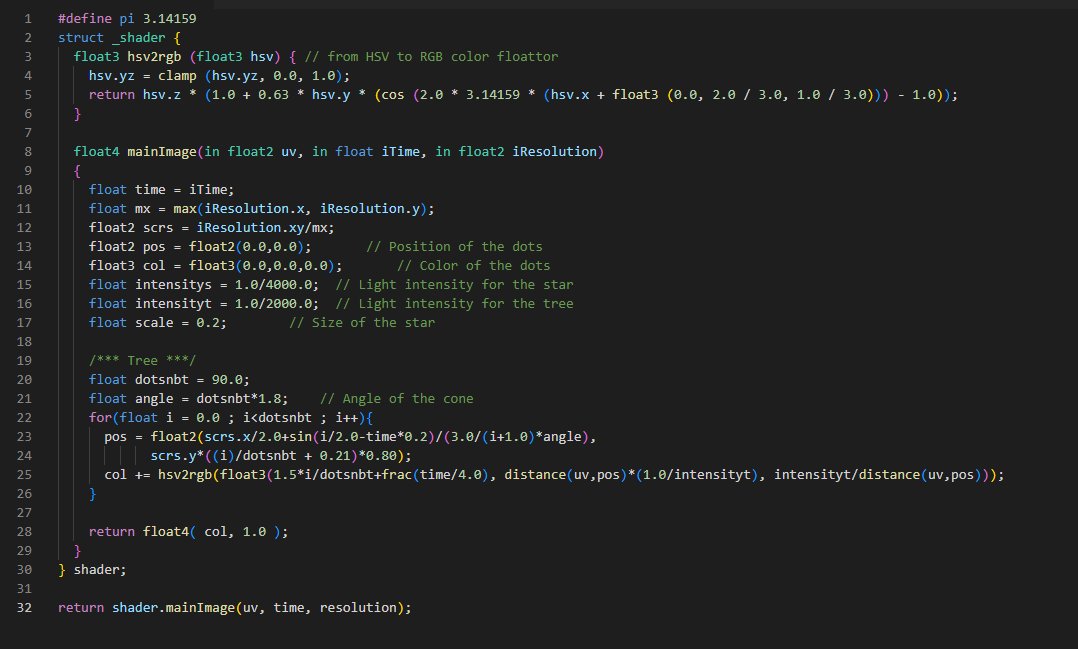 1 #define pi 3.14159
2 struct _shader {
3 float3 hsv2rgb (float3 hsv) { // from HSV to RGB color floattor
4 hsv.yz = clamp (hsv.yz, 0.0, 1.0);
5 return hsv.z * (1.0 + 0.63 * hsv.y * (cos (2.0 * 3.14159 * (hsv.x + float3 (0.0, 2.0 / 3.0, 1.0 / 3.0))) - 1.0));
6 }
7
8 float4 mainImage(in float2 uv, in float iTime, in float2 iResolution)
9 {
10 float time = iTime;
11 float mx = max(iResolution.x, iResolution.y);
12 float2 scrs = iResolution.xy/mx;
13 float2 pos = float2(0.0,0.0); // Position of the dots
14 float3 col = float3(0.0,0.0,0.0); // Color of the dots
15 float intensitys = 1.0/4000.0; // Light intensity for the star
16 float intensityt = 1.0/2000.0; // Light intensity for the tree
17 float scale = 0.2; // Size of the star
18
19 /*** Tree ***/
20 float dotsnbt = 90.0;
21 float angle = dotsnbt*1.8; // Angle of the cone
22 for(float i = 0.0 ; i<dotsnbt ; i++){
23 pos = float2(scrs.x/2.0+sin(i/2.0-time*0.2)/(3.0/(i+1.0)*angle),
24 scrs.y*((i)/dotsnbt + 0.21)*0.80);
25 col += hsv2rgb(float3(1.5*i/dotsnbt+frac(time/4.0), distance(uv,pos)*(1.0/intensityt), intensityt/distance(uv,pos)));
26 }
27
28 return float4( col, 1.0 );
29 }
30 } shader;
31
32 return shader.mainImage(uv, time, resolution);